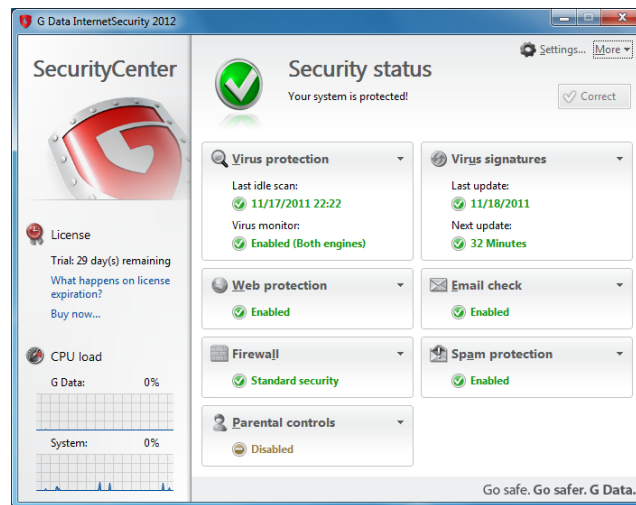 G Data InternetSecurity 2012
SecurityCenter
License
Trial: 29 day(s) remaining
What happens on license
expiration?
Buy now...
CPU load
G Data: 0%
System: 0%
Settings... More
Security status
Your system is protected!
Correct
Virus protection
Last idle scan:
11/17/2011 22:22
Virus monitor:
Enabled (Both engines)
Virus signatures
Last update:
11/18/2011
Next update:
32 Minutes
Web protection
Enabled
Email check
Enabled
Firewall
Standard security
Spam protection
Enabled
Parental controls
Disabled
Go safe. Go safer. G Data.